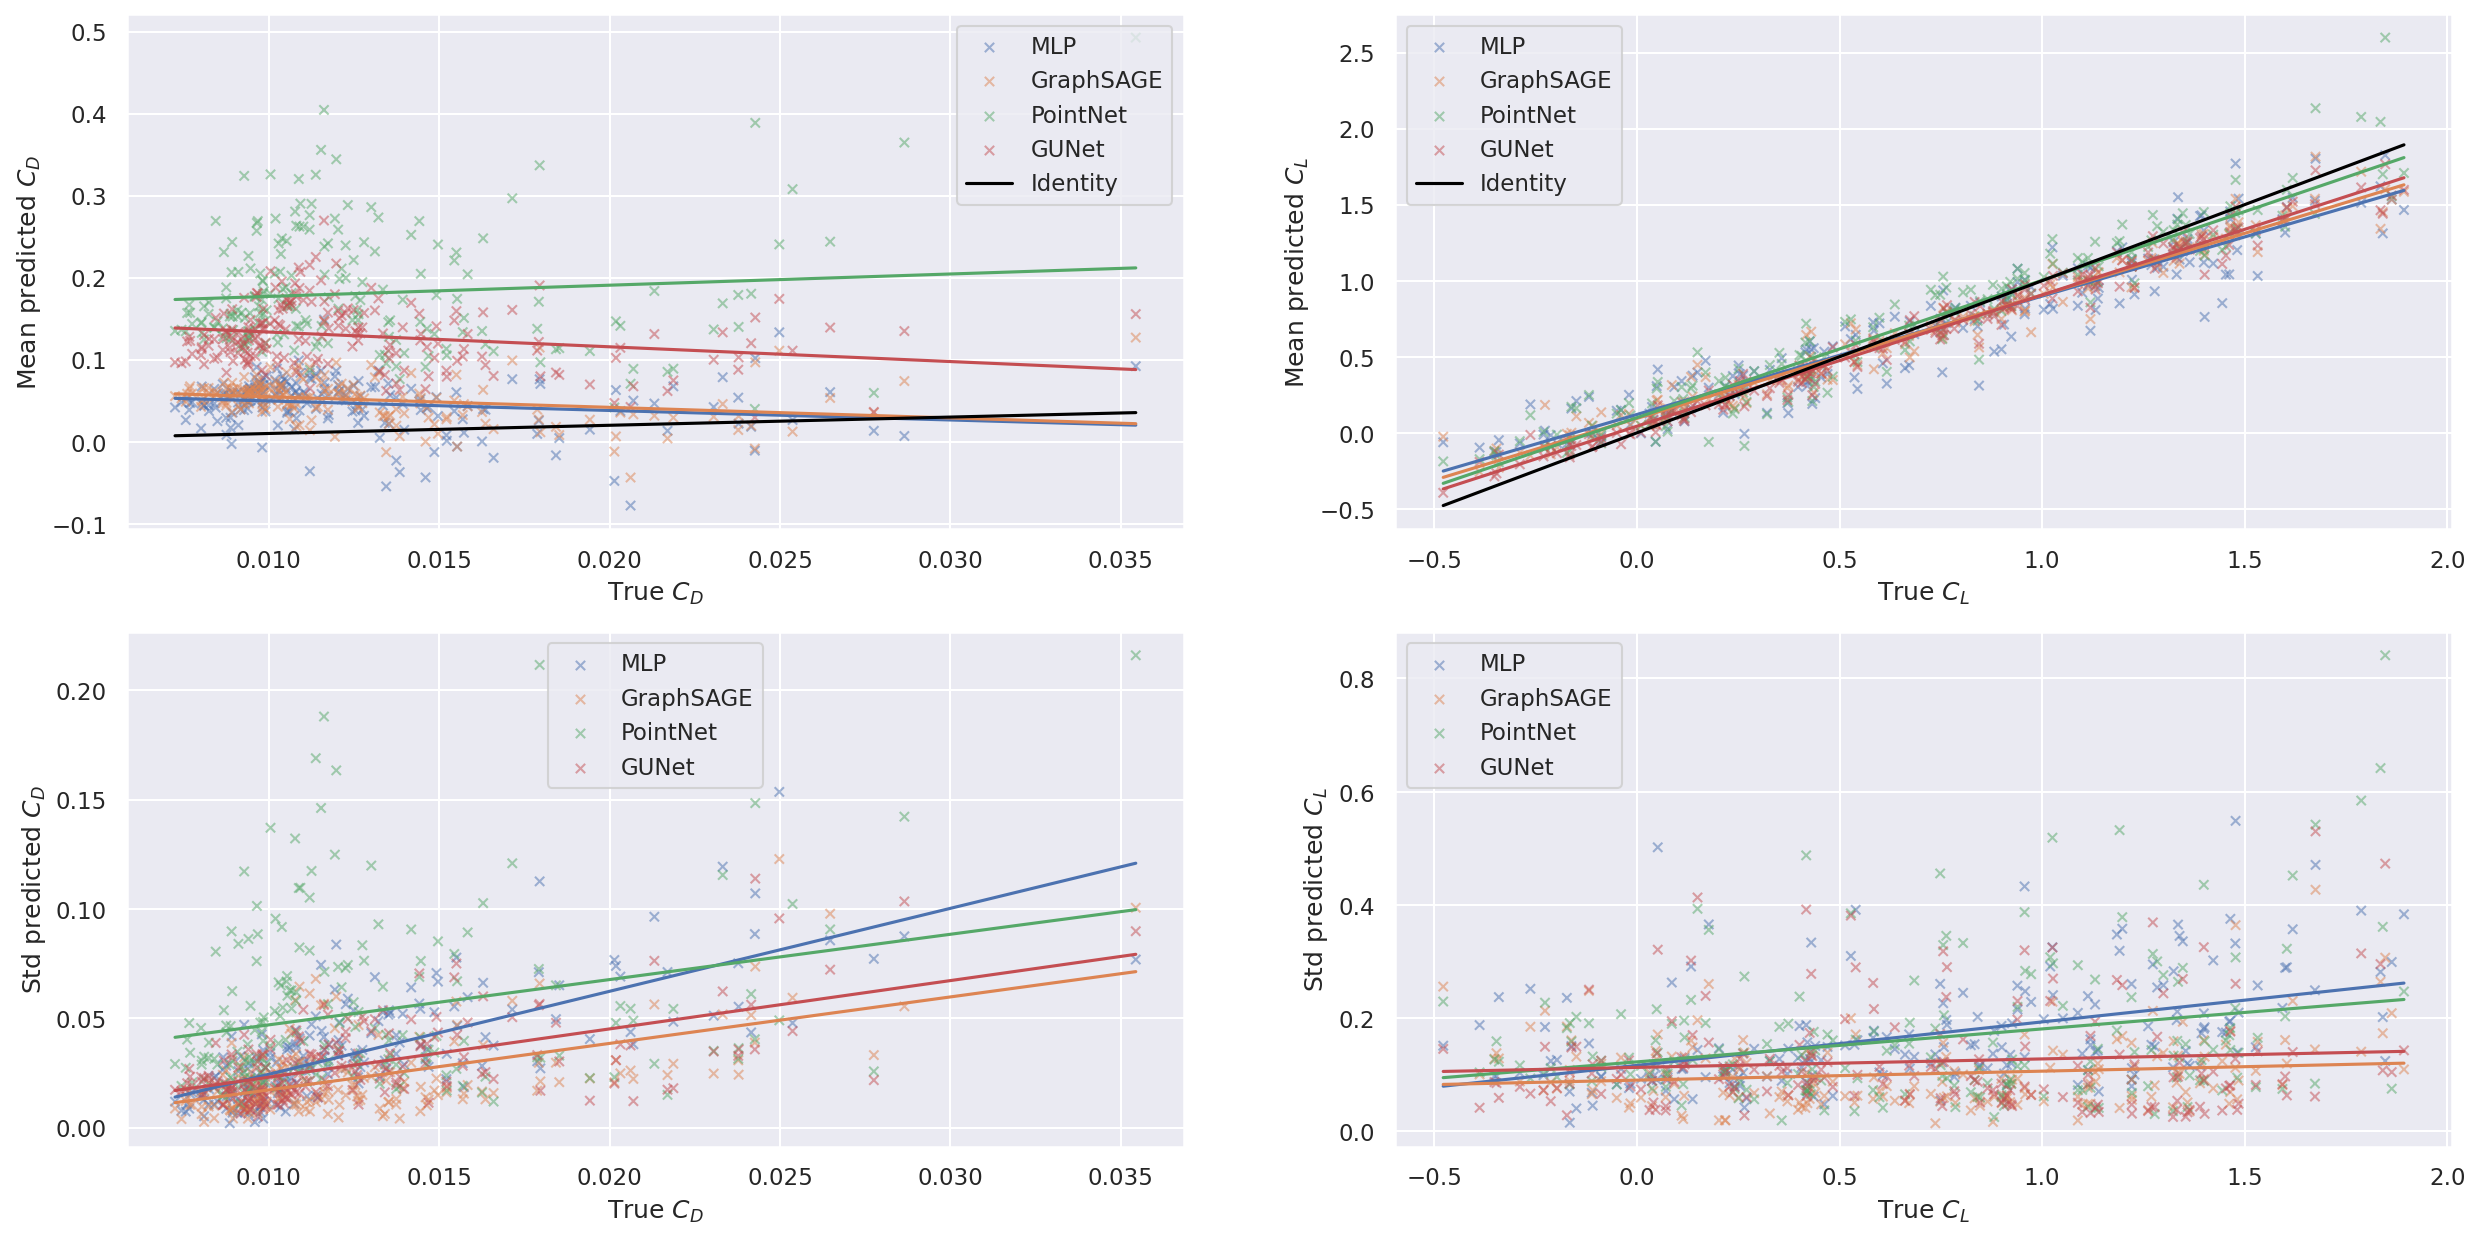 0.5
0.4
0.3
0.2
0.1
0.0
−0.1
Mean predicted C_D
MLP
GraphSAGE
PointNet
GUNet
Identity
0.010
0.015
0.020
0.025
0.030
0.035
True C_D
2.5
2.0
1.5
1.0
0.5
0.0
−0.5
Mean predicted C_L
MLP
GraphSAGE
PointNet
GUNet
Identity
−0.5
0.0
0.5
1.0
1.5
2.0
True C_L
0.20
0.15
0.10
0.05
0.00
Std predicted C_D
MLP
GraphSAGE
PointNet
GUNet
0.010
0.015
0.020
0.025
0.030
0.035
True C_D
0.8
0.6
0.4
0.2
0.0
Std predicted C_L
MLP
GraphSAGE
PointNet
GUNet
−0.5
0.0
0.5
1.0
1.5
2.0
True C_L